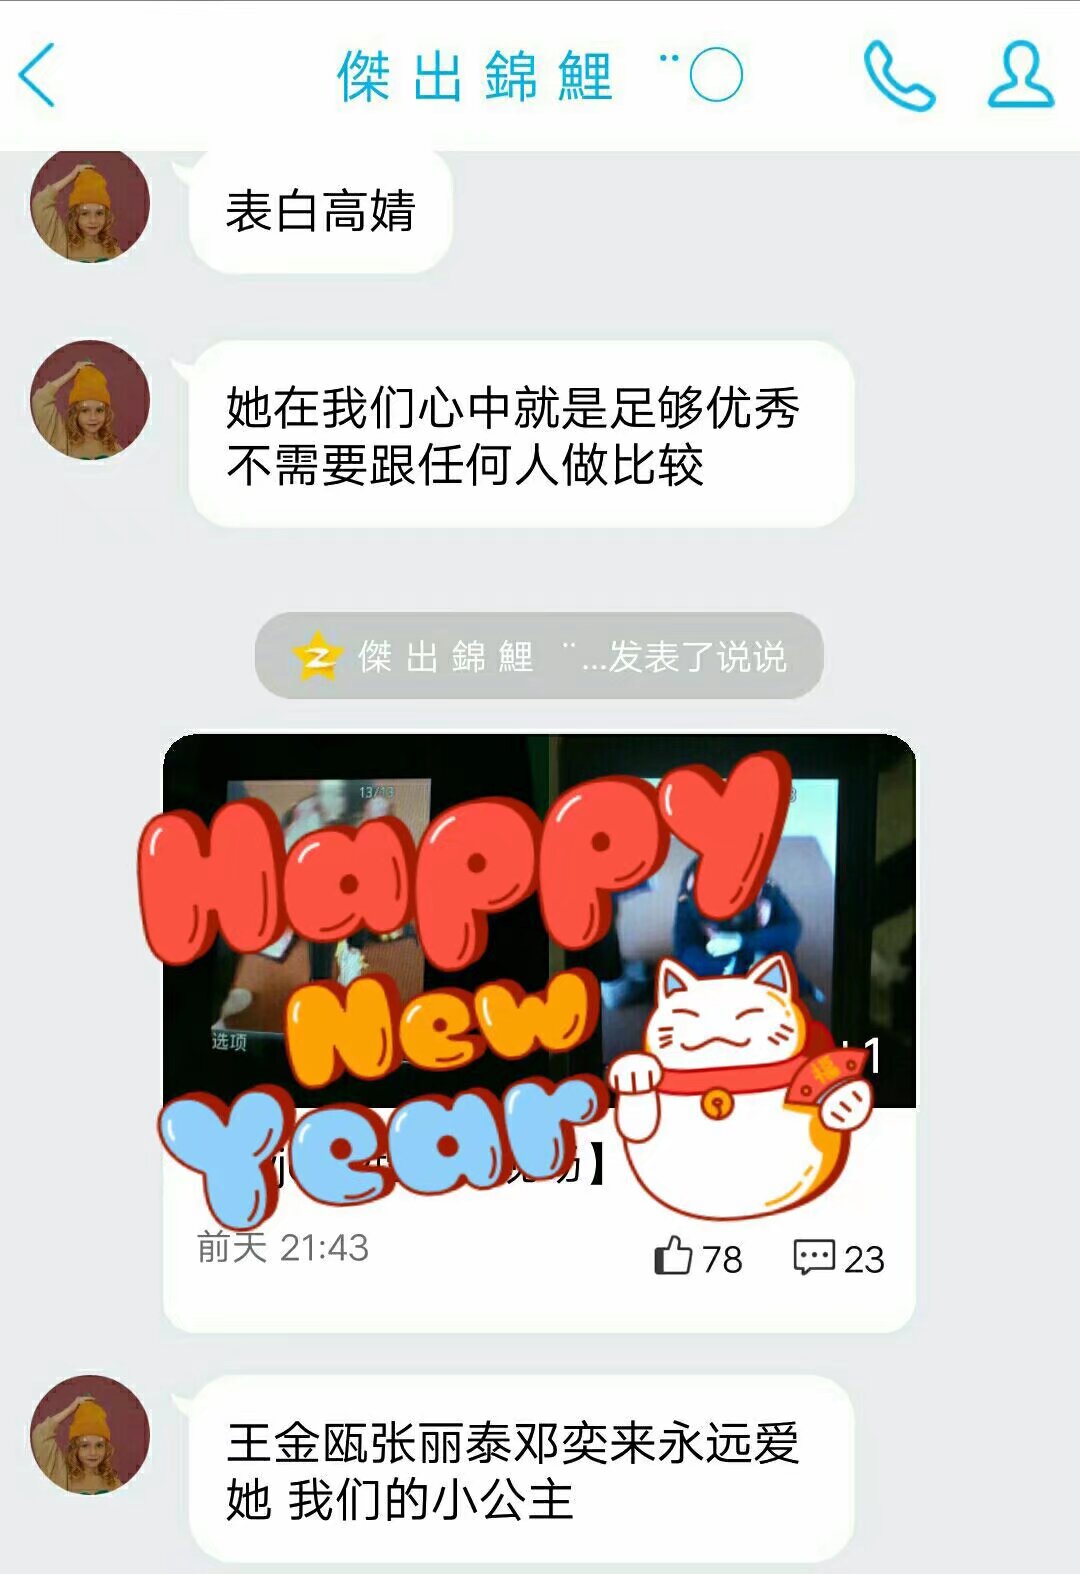 傑出錦鯉 ¨◯
表白高婧
她在我们心中就是足够优秀
不需要跟任何人做比较
傑出錦鯉 ¨...发表了说说
13/13
Happy
New
选项
Year
前天 21:43
78
23
王金瓯张丽泰邓奕来永远爱
她 我们的小公主